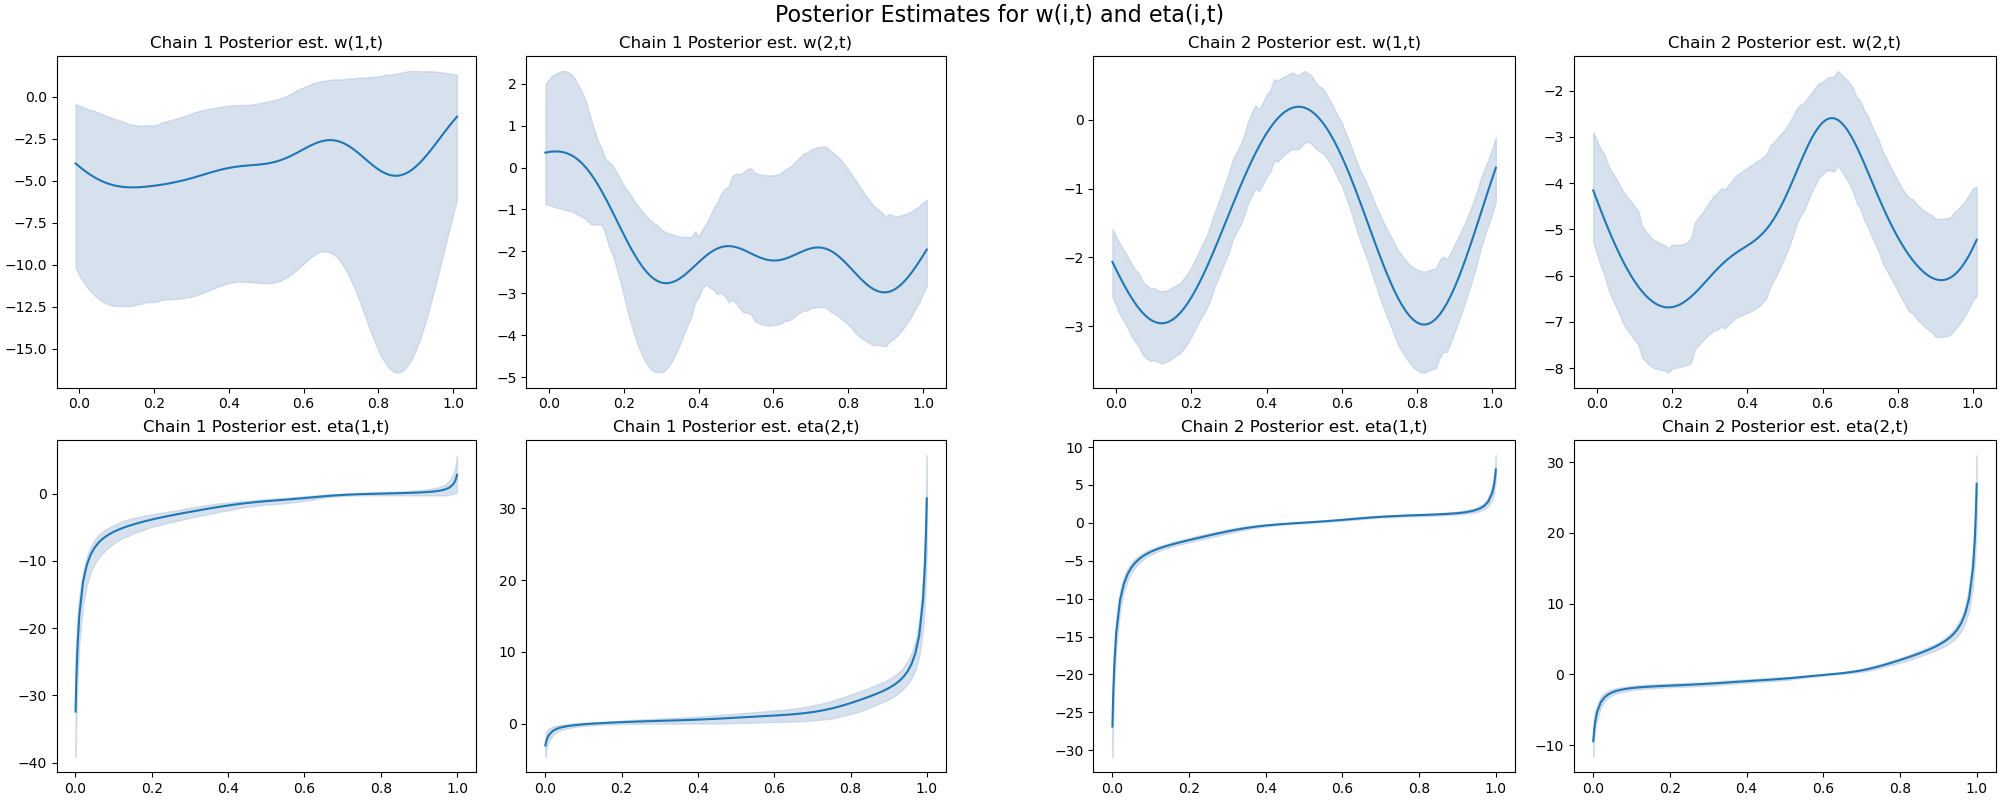 Posterior Estimates for w(i,t) and eta(i,t)
Chain 1 Posterior est. w(1,t)
0.0
−2.5
−5.0
−7.5
−10.0
−12.5
−15.0
0.0 0.2 0.4 0.6 0.8 1.0
Chain 1 Posterior est. w(2,t)
2
1
0
−1
−2
−3
−4
−5
0.0 0.2 0.4 0.6 0.8 1.0
Chain 2 Posterior est. w(1,t)
0
−1
−2
−3
0.0 0.2 0.4 0.6 0.8 1.0
Chain 2 Posterior est. w(2,t)
−2
−3
−4
−5
−6
−7
−8
0.0 0.2 0.4 0.6 0.8 1.0
Chain 1 Posterior est. eta(1,t)
0
−10
−20
−30
−40
0.0 0.2 0.4 0.6 0.8 1.0
Chain 1 Posterior est. eta(2,t)
30
20
10
0
0.0 0.2 0.4 0.6 0.8 1.0
Chain 2 Posterior est. eta(1,t)
10
5
0
−5
−10
−15
−20
−25
−30
0.0 0.2 0.4 0.6 0.8 1.0
Chain 2 Posterior est. eta(2,t)
30
20
10
0
−10
0.0 0.2 0.4 0.6 0.8 1.0